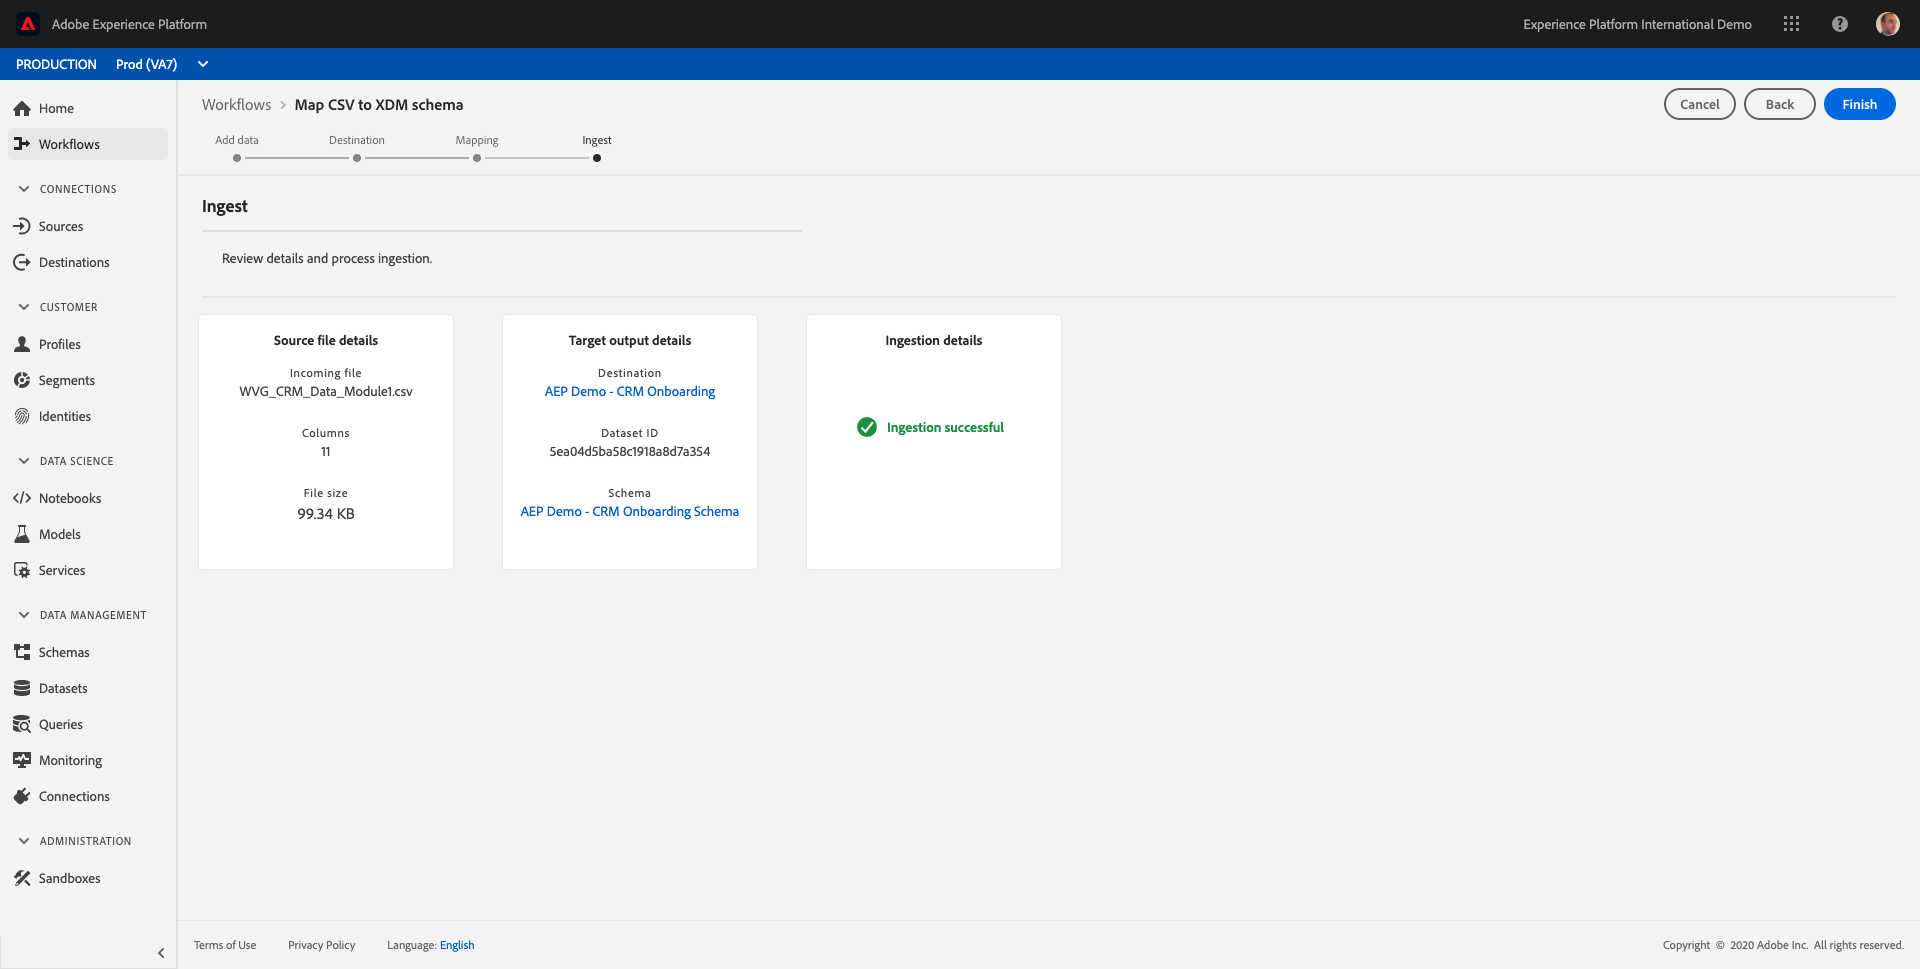 Adobe Experience Platform
Experience Platform International Demo
PRODUCTION Prod (VA7)
Home
Workflows
CONNECTIONS
Sources
Destinations
CUSTOMER
Profiles
Segments
Identities
DATA SCIENCE
Notebooks
Models
Services
DATA MANAGEMENT
Schemas
Datasets
Queries
Monitoring
Connections
ADMINISTRATION
Sandboxes
Workflows > Map CSV to XDM schema
Cancel
Back
Finish
Add data
Destination
Mapping
Ingest
Ingest
Review details and process ingestion.
Source file details
Incoming file
WVG_CRM_Data_Module1.csv
Columns
11
File size
99.34 KB
Target output details
Destination
AEP Demo - CRM Onboarding
Dataset ID
5ea04d5ba58c1918a8d7a354
Schema
AEP Demo - CRM Onboarding Schema
Ingestion details
Ingestion successful
Terms of Use
Privacy Policy
Language: English
Copyright © 2020 Adobe Inc. All rights reserved.